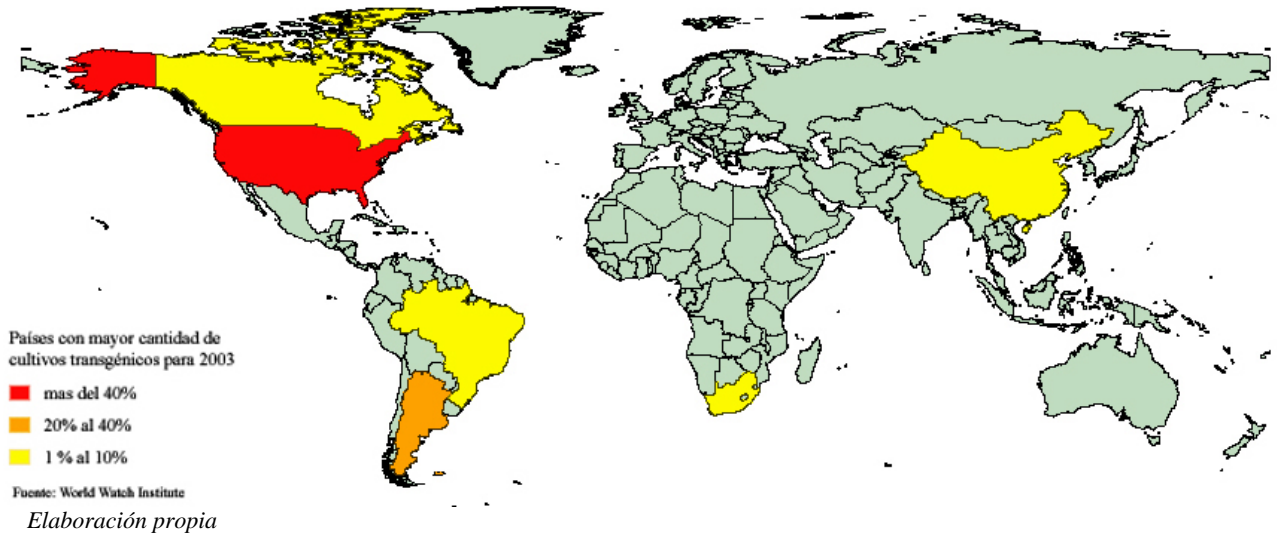 Países con mayor cantidad de
cultivos transgénicos para 2003
mas del 40%
20% al 40%
1 % al 10%
Fuente: World Watch Institute
Elaboración propia